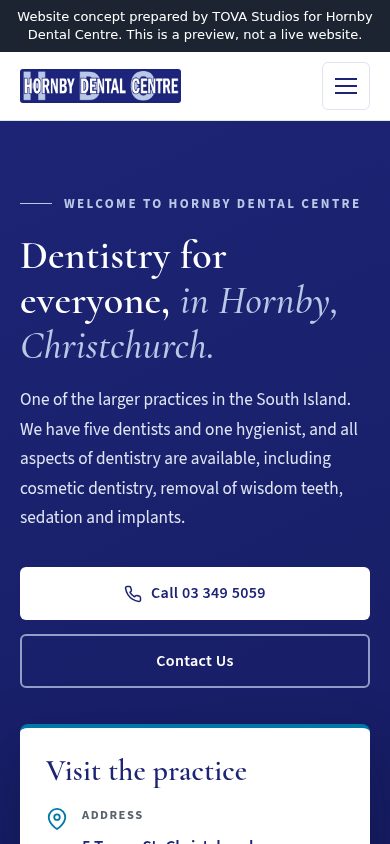 Website concept prepared by TOVA Studios for Hornby
Dental Centre. This is a preview, not a live website.
HORNBY DENTAL CENTRE
WELCOME TO HORNBY DENTAL CENTRE
Dentistry for
everyone, in Hornby,
Christchurch.
One of the larger practices in the South Island.
We have five dentists and one hygienist, and all
aspects of dentistry are available, including
cosmetic dentistry, removal of wisdom teeth,
sedation and implants.
Call 03 349 5059
Contact Us
Visit the practice
ADDRESS